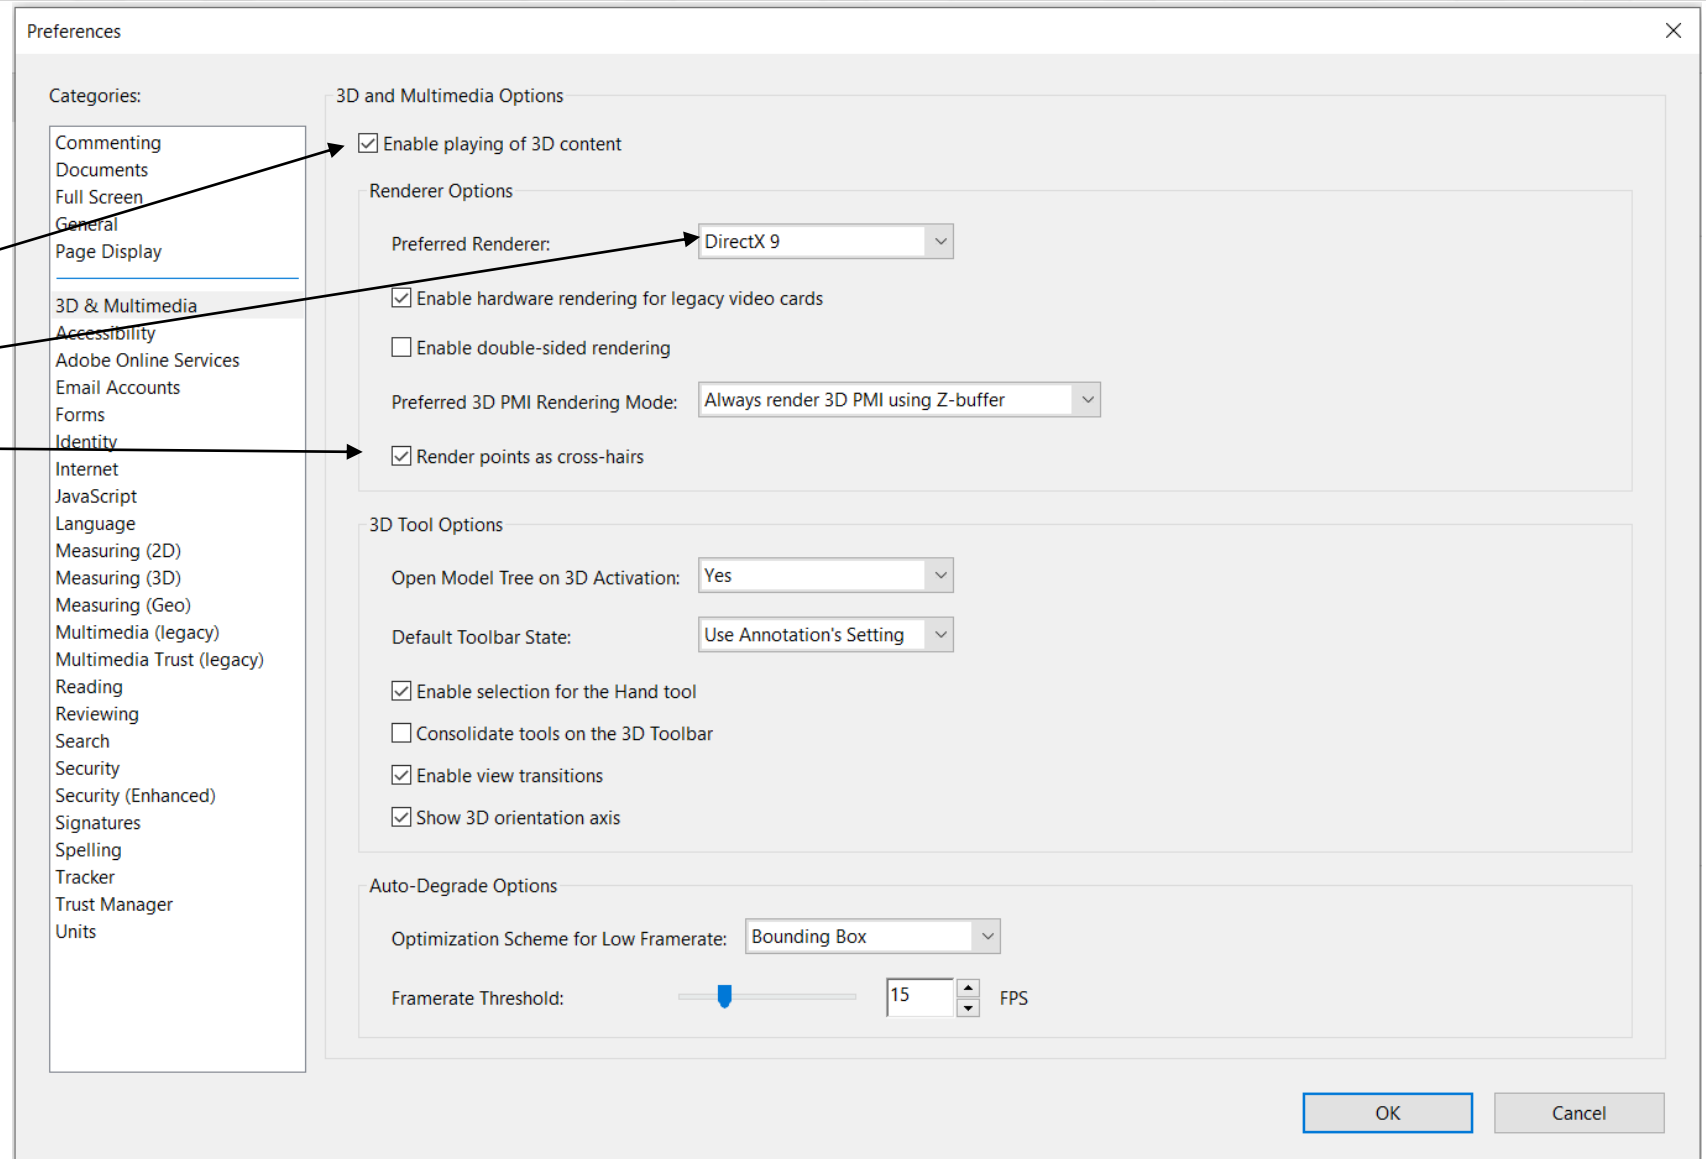 Preferences
Categories:
Commenting
Documents
Full Screen
General
Page Display
3D & Multimedia
Accessibility
Adobe Online Services
Email Accounts
Forms
Identity
Internet
JavaScript
Language
Measuring (2D)
Measuring (3D)
Measuring (Geo)
Multimedia (legacy)
Multimedia Trust (legacy)
Reading
Reviewing
Search
Security
Security (Enhanced)
Signatures
Spelling
Tracker
Trust Manager
Units
3D and Multimedia Options
Enable playing of 3D content
Renderer Options
Preferred Renderer: DirectX 9
Enable hardware rendering for legacy video cards
Enable double-sided rendering
Preferred 3D PMI Rendering Mode: Always render 3D PMI using Z-buffer
Render points as cross-hairs
3D Tool Options
Open Model Tree on 3D Activation: Yes
Default Toolbar State: Use Annotation's Setting
Enable selection for the Hand tool
Consolidate tools on the 3D Toolbar
Enable view transitions
Show 3D orientation axis
Auto-Degrade Options
Optimization Scheme for Low Framerate: Bounding Box
Framerate Threshold: 15 FPS
OK Cancel